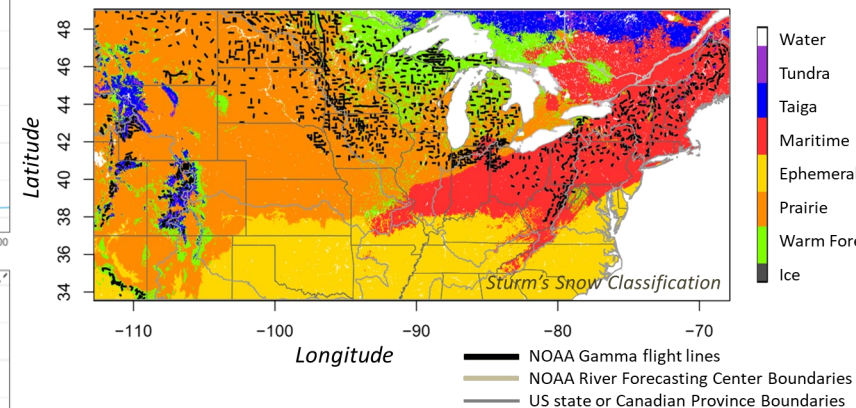 48
46
44
42
40
38
36
34
Latitude
−110
−100
−90
−80
−70
Longitude
Sturm's Snow Classification
Water
Tundra
Taiga
Maritime
Ephemeral
Prairie
Warm Fore
Ice
NOAA Gamma flight lines
NOAA River Forecasting Center Boundaries
US state or Canadian Province Boundaries
00